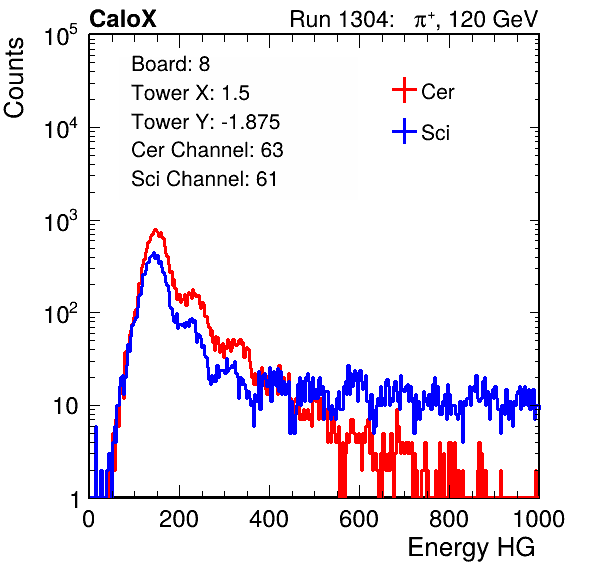 CaloX Run 1304: π⁺, 120 GeV
Counts
10⁵
10⁴
10³
10²
10
1
Board: 8
Tower X: 1.5
Tower Y: -1.875
Cer Channel: 63
Sci Channel: 61
Cer
Sci
0 200 400 600 800 1000
Energy HG